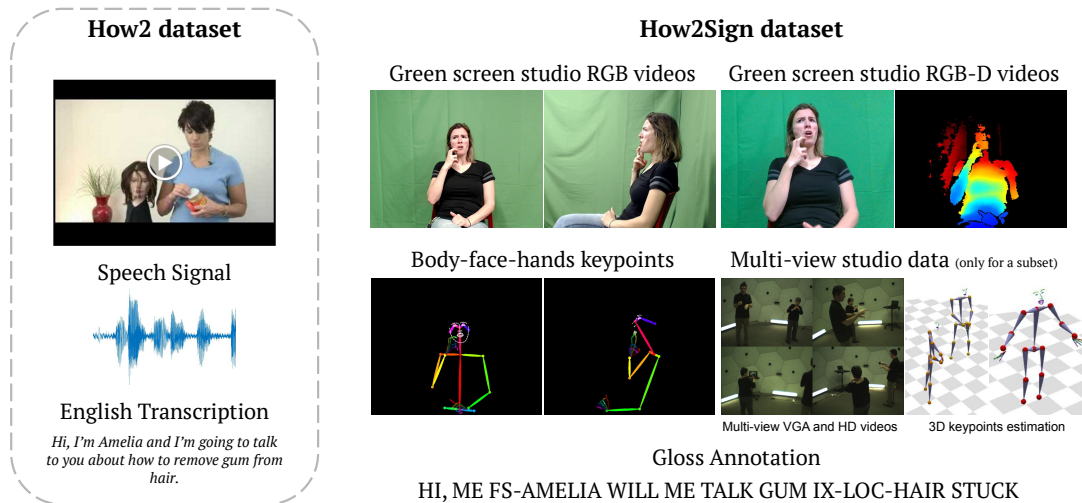 How2 dataset
Speech Signal
English Transcription
Hi, I'm Amelia and I'm going to talk
to you about how to remove gum from
hair.
How2Sign dataset
Green screen studio RGB videos
Green screen studio RGB-D videos
Body-face-hands keypoints
Multi-view studio data (only for a subset)
Multi-view VGA and HD videos
3D keypoints estimation
Gloss Annotation
HI, ME FS-AMELIA WILL ME TALK GUM IX-LOC-HAIR STUCK